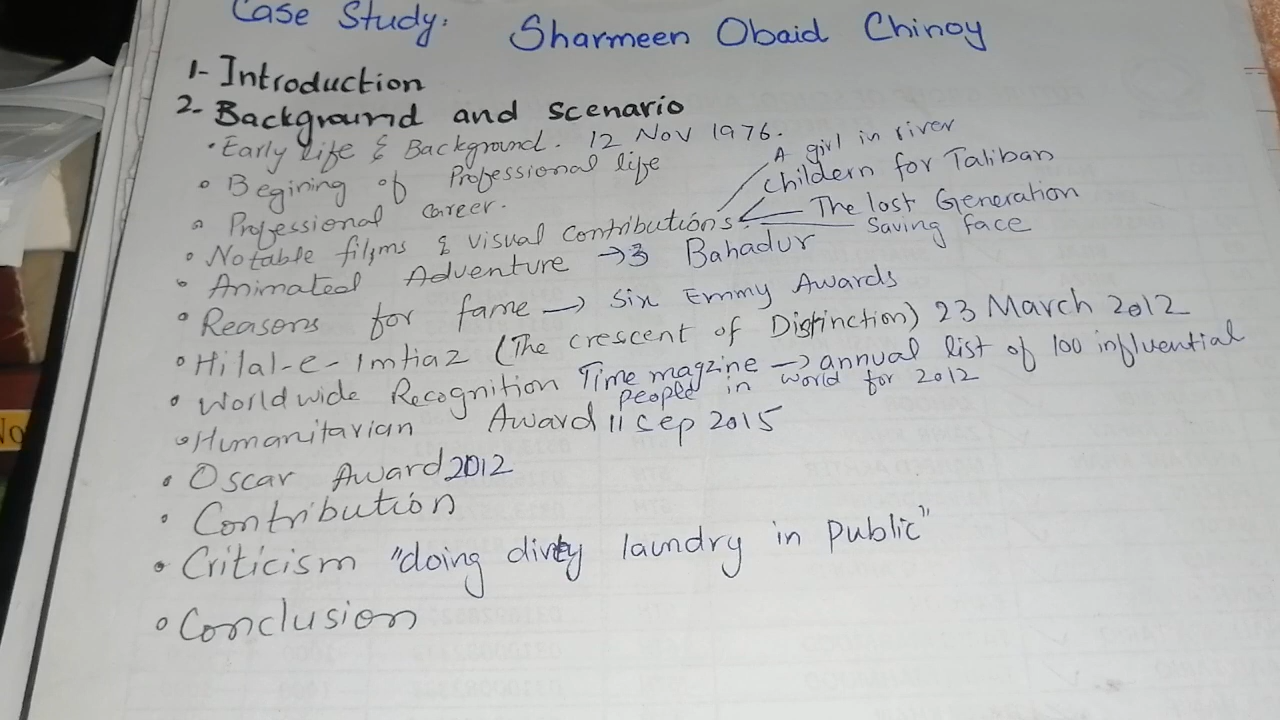 Case Study: Sharmeen Obaid Chinoy
1- Introduction
2- Background and scenario
• Early life & Background. 12 Nov 1976.
• Begining of Professional life
• Professional Career.
• Notable films & visual contributions
A girl in river
childern for Taliban
The lost Generation
Saving face
• Animated Adventure → 3 Bahadur
• Reasons for fame → Six Emmy Awards
• Hilal-e-Imtiaz (The crescent of Distinction) 23 March 2012
• Worldwide Recognition Time magzine → annual list of 100 influential
people in world for 2012
• Humanitarian Award 11 Sep 2015
• Oscar Award 2012
• Contribution
• Criticism "doing dirty laundry in public"
• Conclusion